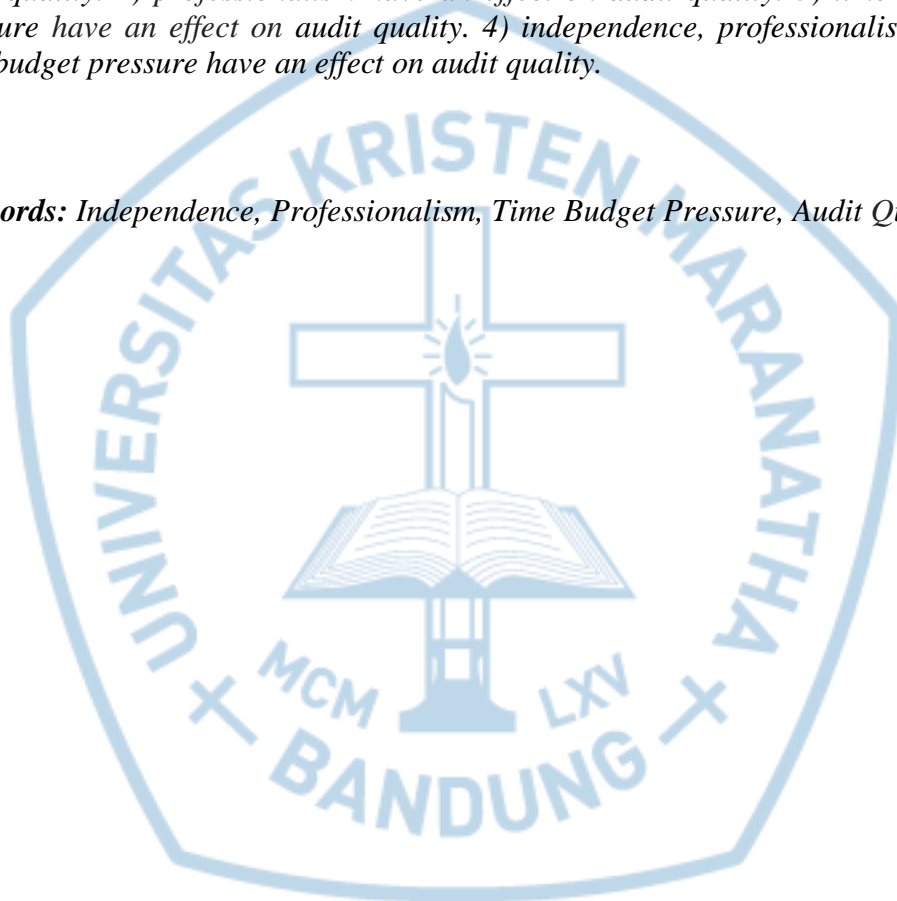 ure have an effect on audit quality. 4) independence, professionalis
budget pressure have an effect on audit quality.
ords: Independence, Professionalism, Time Budget Pressure, Audit Q
UNIVERSITAS KRISTEN MARANATHA
MCM LXV
BANDUNG